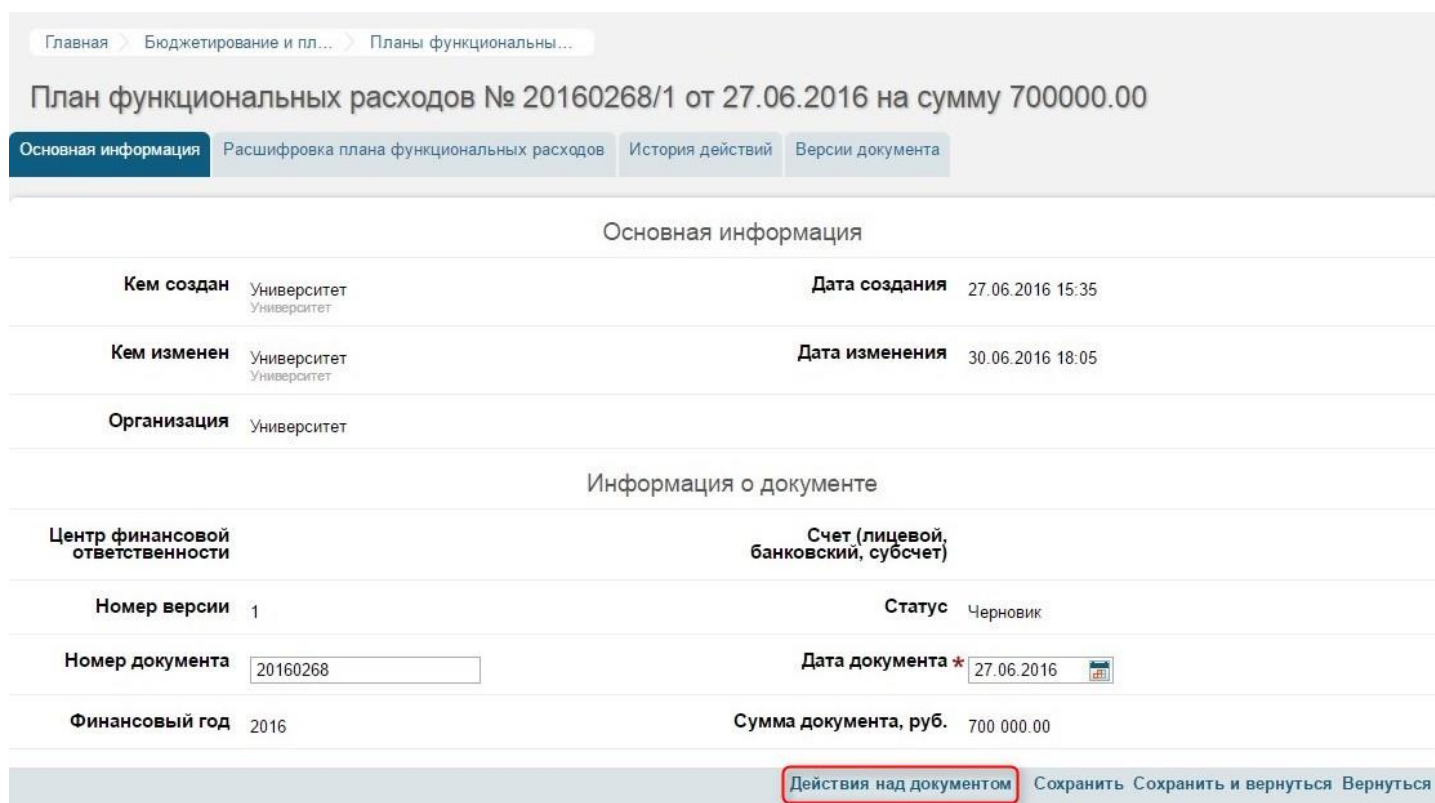 Главная Бюджетирование и пл... Планы функциональны...
План функциональных расходов № 20160268/1 от 27.06.2016 на сумму 700000.00
Основная информация Расшифровка плана функциональных расходов История действий Версии документа
Основная информация
Кем создан Университет Дата создания 27.06.2016 15:35
Университет
Кем изменен Университет Дата изменения 30.06.2016 18:05
Университет
Организация Университет
Информация о документе
Центр финансовой Счет (лицевой,
ответственности банковский, субсчет)
Номер версии 1 Статус Черновик
Номер документа 20160268 Дата документа * 27.06.2016
Финансовый год 2016 Сумма документа, руб. 700 000.00
Действия над документом Сохранить Сохранить и вернуться Вернуться